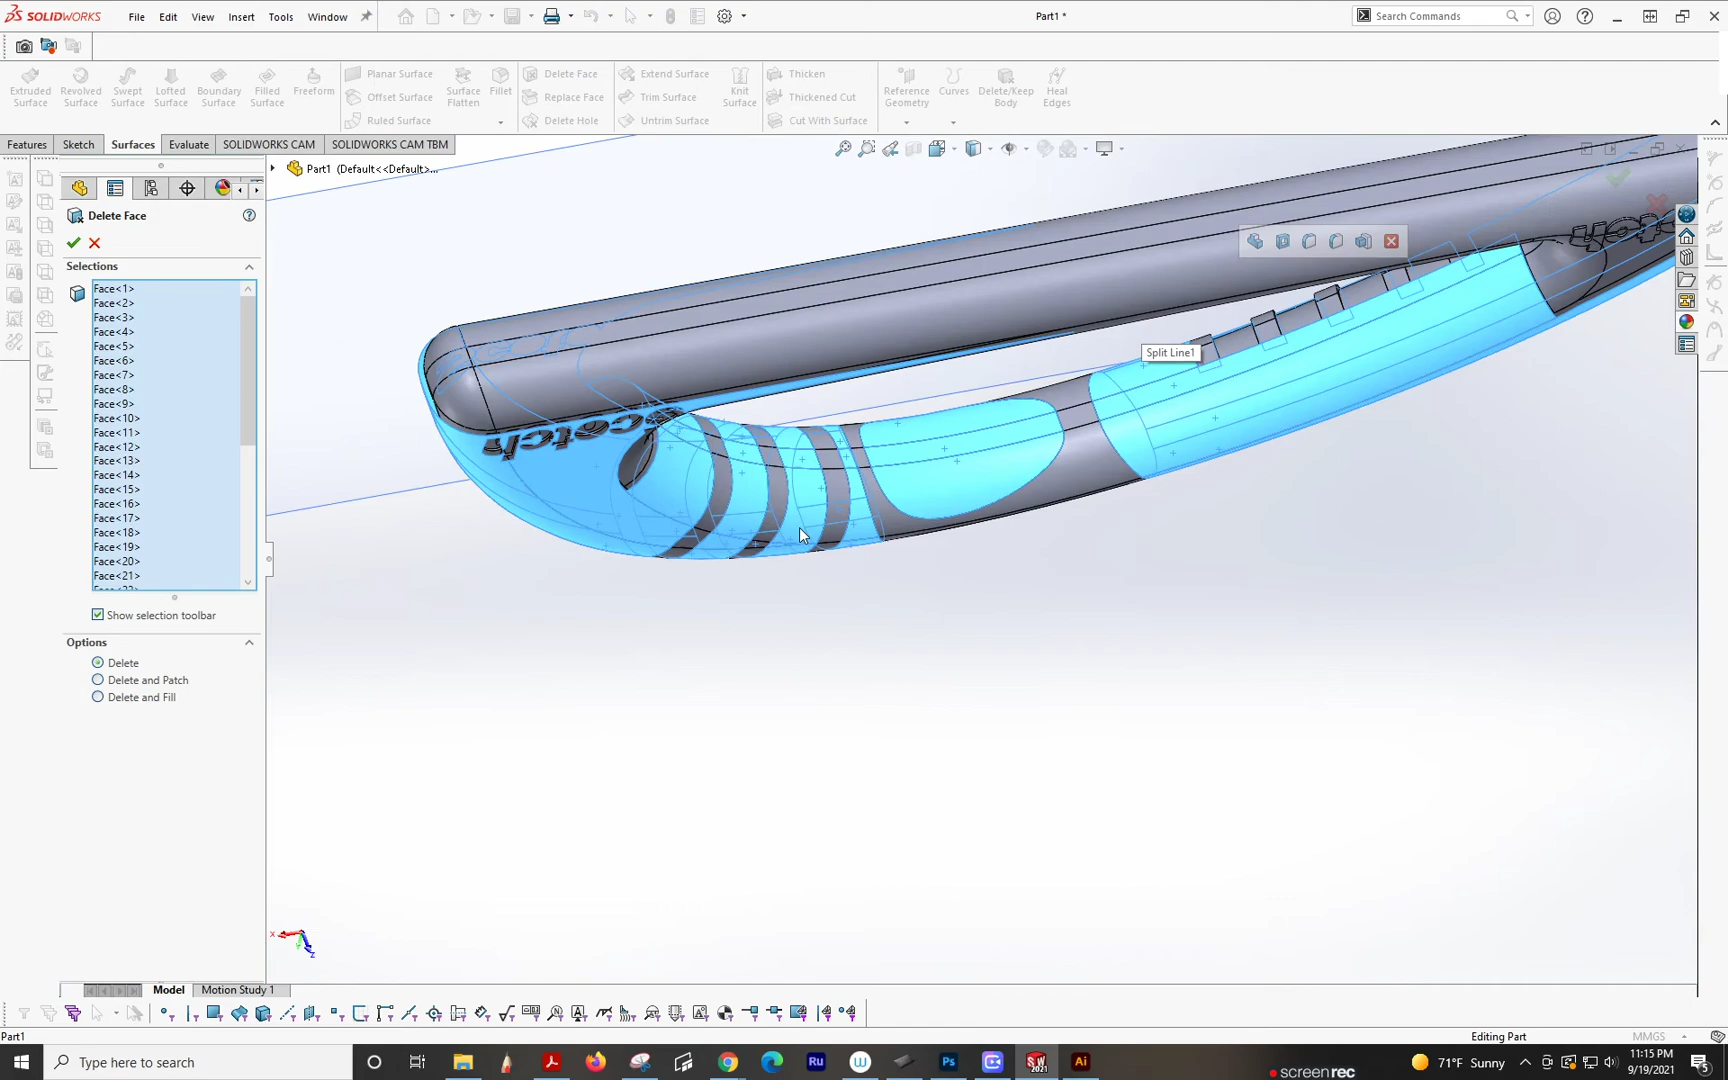 SOLIDWORKS File Edit View Insert Tools Window Part1 * Search Commands
Extruded Surface
Revolved Surface
Swept Surface
Lofted Surface
Boundary Surface
Filled Surface
Freeform
Planar Surface
Offset Surface
Ruled Surface
Surface Flatten
Fillet
Delete Face
Replace Face
Delete Hole
Extend Surface
Trim Surface
Untrim Surface
Knit Surface
Thicken
Thickened Cut
Cut With Surface
Reference Geometry
Curves
Delete/Keep Body
Heal Edges
Features Sketch Surfaces Evaluate SOLIDWORKS CAM SOLIDWORKS CAM TBM
Part1 (Default<<Default>...
Delete Face
Selections
Face<1>
Face<2>
Face<3>
Face<4>
Face<5>
Face<6>
Face<7>
Face<8>
Face<9>
Face<10>
Face<11>
Face<12>
Face<13>
Face<14>
Face<15>
Face<16>
Face<17>
Face<18>
Face<19>
Face<20>
Face<21>
Show selection toolbar
Options
Delete
Delete and Patch
Delete and Fill
Split Line1
Model Motion Study 1
Part1 Editing Part MMGS
Type here to search
Ru
W
Ps
SW
2021
Ai
71°F Sunny
11:15 PM
9/19/2021
5
screenrec
x
z